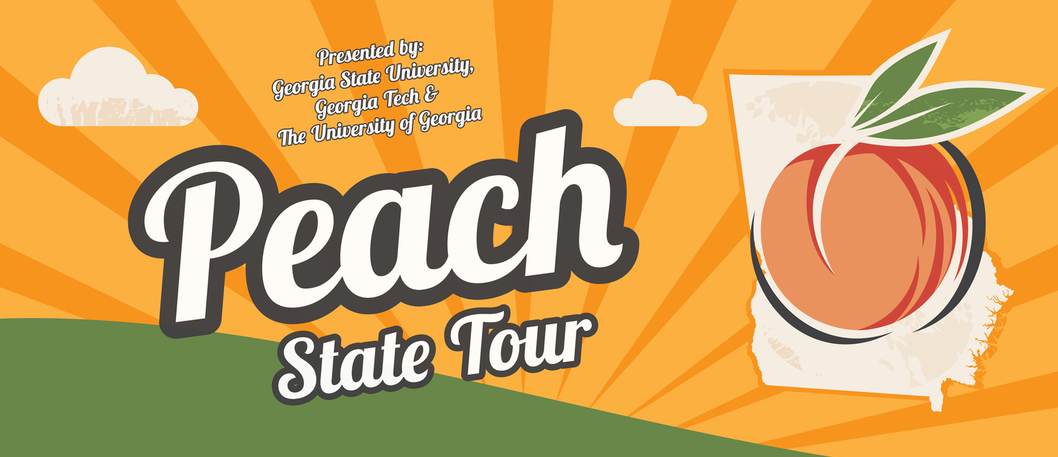 Presented by:
Georgia State University,
Georgia Tech &
The University of Georgia
Peach
State Tour